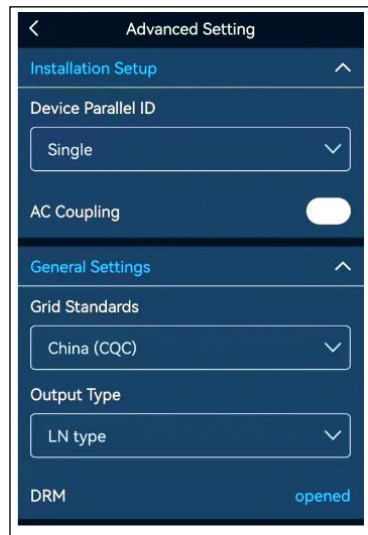 Advanced Setting
Installation Setup
Device Parallel ID
Single
AC Coupling
General Settings
Grid Standards
China (CQC)
Output Type
LN type
DRM opened